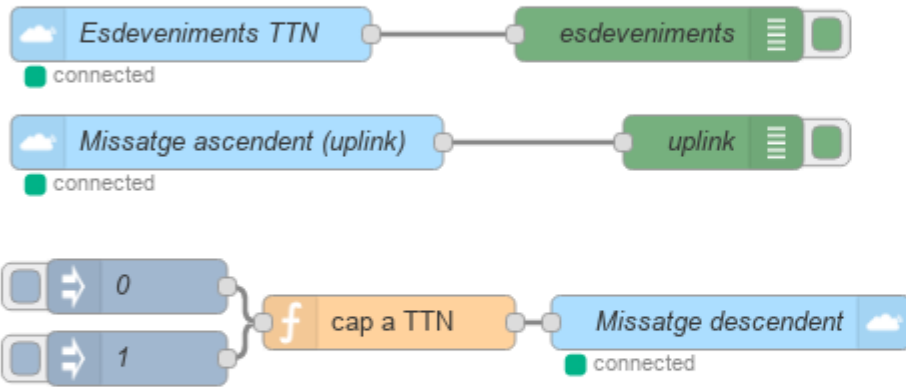 Esdeveniments TTN
esdeveniments
connected
Missatge ascendent (uplink)
uplink
connected
0
cap a TTN
Missatge descendent
1
connected